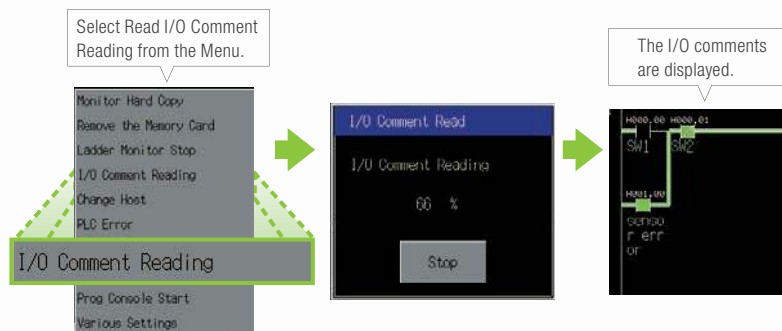 Select Read I/O Comment
Reading from the Menu.
Monitor Hard Copy
Remove the Memory Card
Ladder Monitor Stop
I/O Comment Reading
Change Host
PLC Error
I/O Comment Reading
Prog Console Start
Various Settings
I/O Comment Read
I/O Comment Reading
66 %
Stop
The I/O comments
are displayed.
H000.00 H000.01
SW1 SW2
H001.00
senso
r err
or